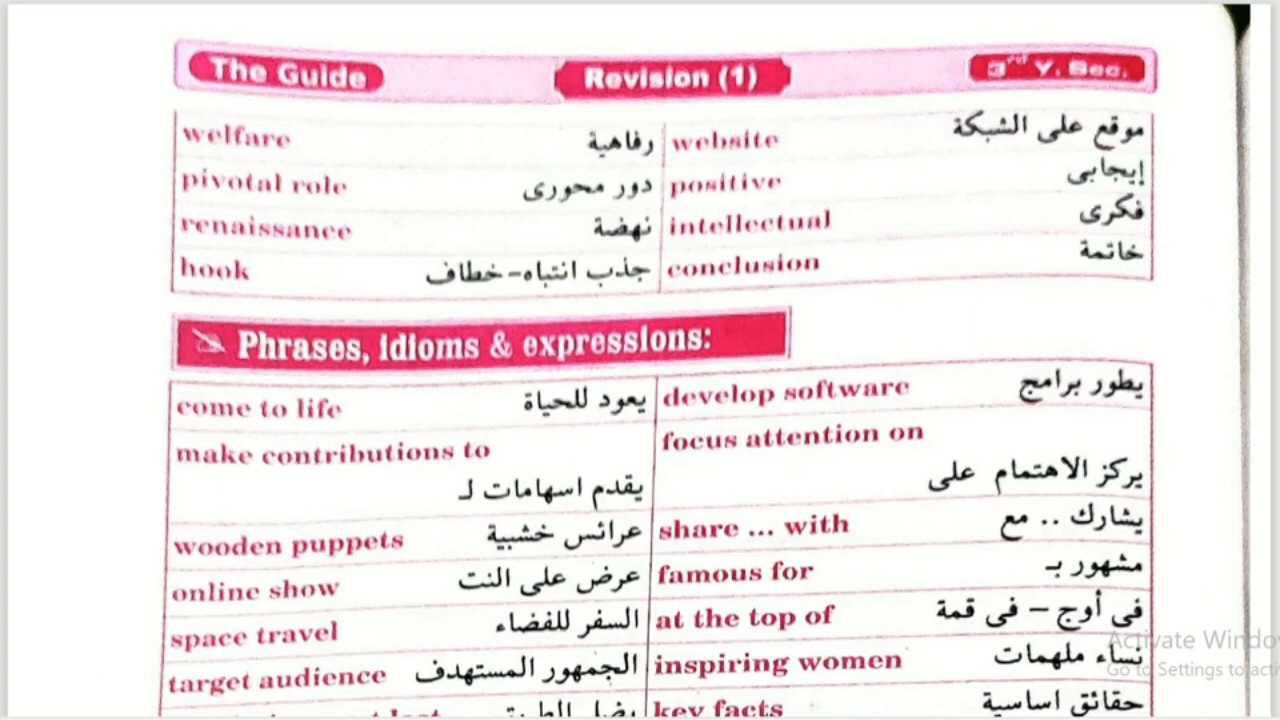 The Guide Revision (1) 3rd Y. Sec.
welfare رفاهية website موقع على الشبكة
pivotal role دور محورى positive إيجابى
renaissance نهضة intellectual فكرى
hook جذب انتباه- خطاف conclusion خاتمة
Phrases, idioms & expressions:
come to life يعود للحياة develop software يطور برامج
make contributions to focus attention on
يقدم اسهامات لـ يركز الاهتمام على
wooden puppets عرائس خشبية share ... with يشارك .. مع
online show عرض على النت famous for مشهور بـ
space travel السفر للفضاء at the top of فى أوج – فى قمة
target audience الجمهور المستهدف inspiring women نساء ملهمات
key facts حقائق اساسية
Activate Windo
Go to Settings to acti